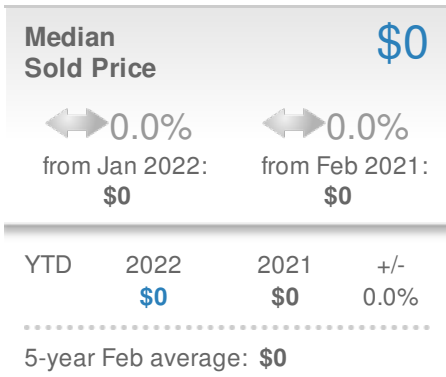 Median $0
Sold Price
0.0% 0.0%
from Jan 2022: from Feb 2021:
$0 $0
YTD 2022 2021 +/-
$0 $0 0.0%
5-year Feb average: $0